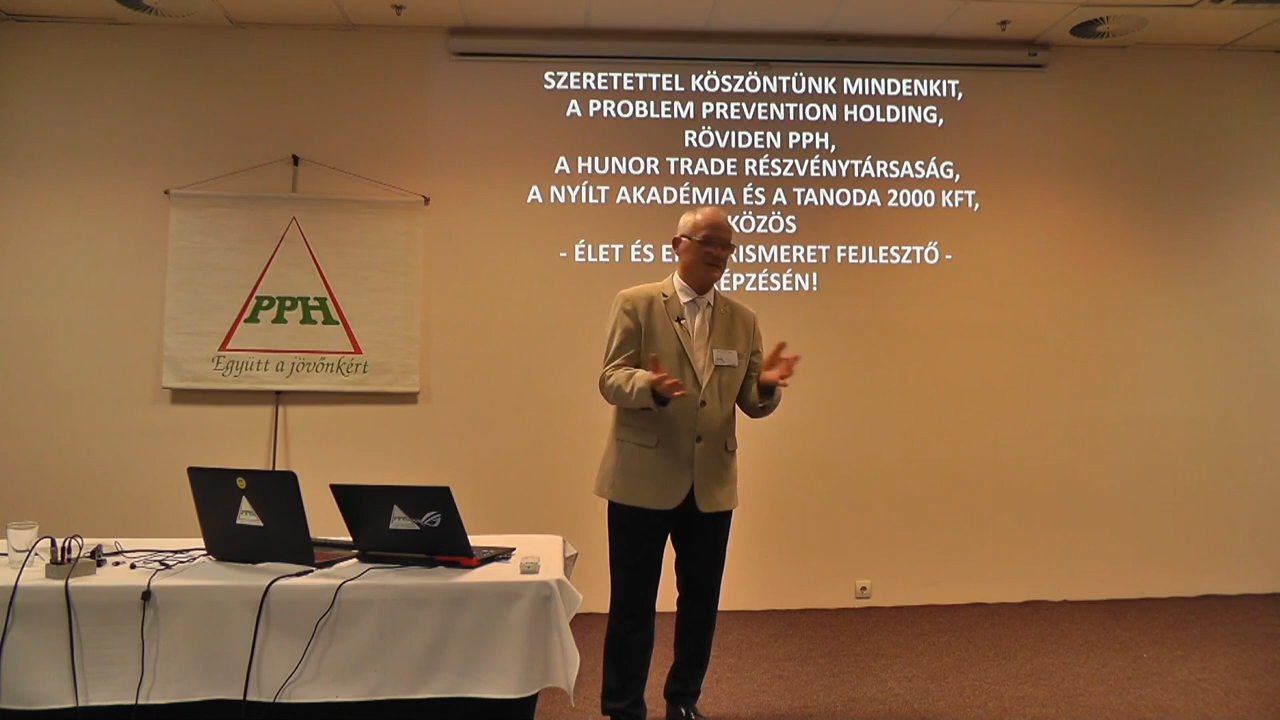 SZERETETTEL KÖSZÖNTÜNK MINDENKIT,
A PROBLEM PREVENTION HOLDING,
RÖVIDEN PPH,
A HUNOR TRADE RÉSZVÉNYTÁRSASÁG,
A NYÍLT AKADÉMIA ÉS A TANODA 2000 KFT,
KÖZÖS
- ÉLET ÉS FEJLESZTŐ -
PPH
Együtt a jövőnkért
PPH